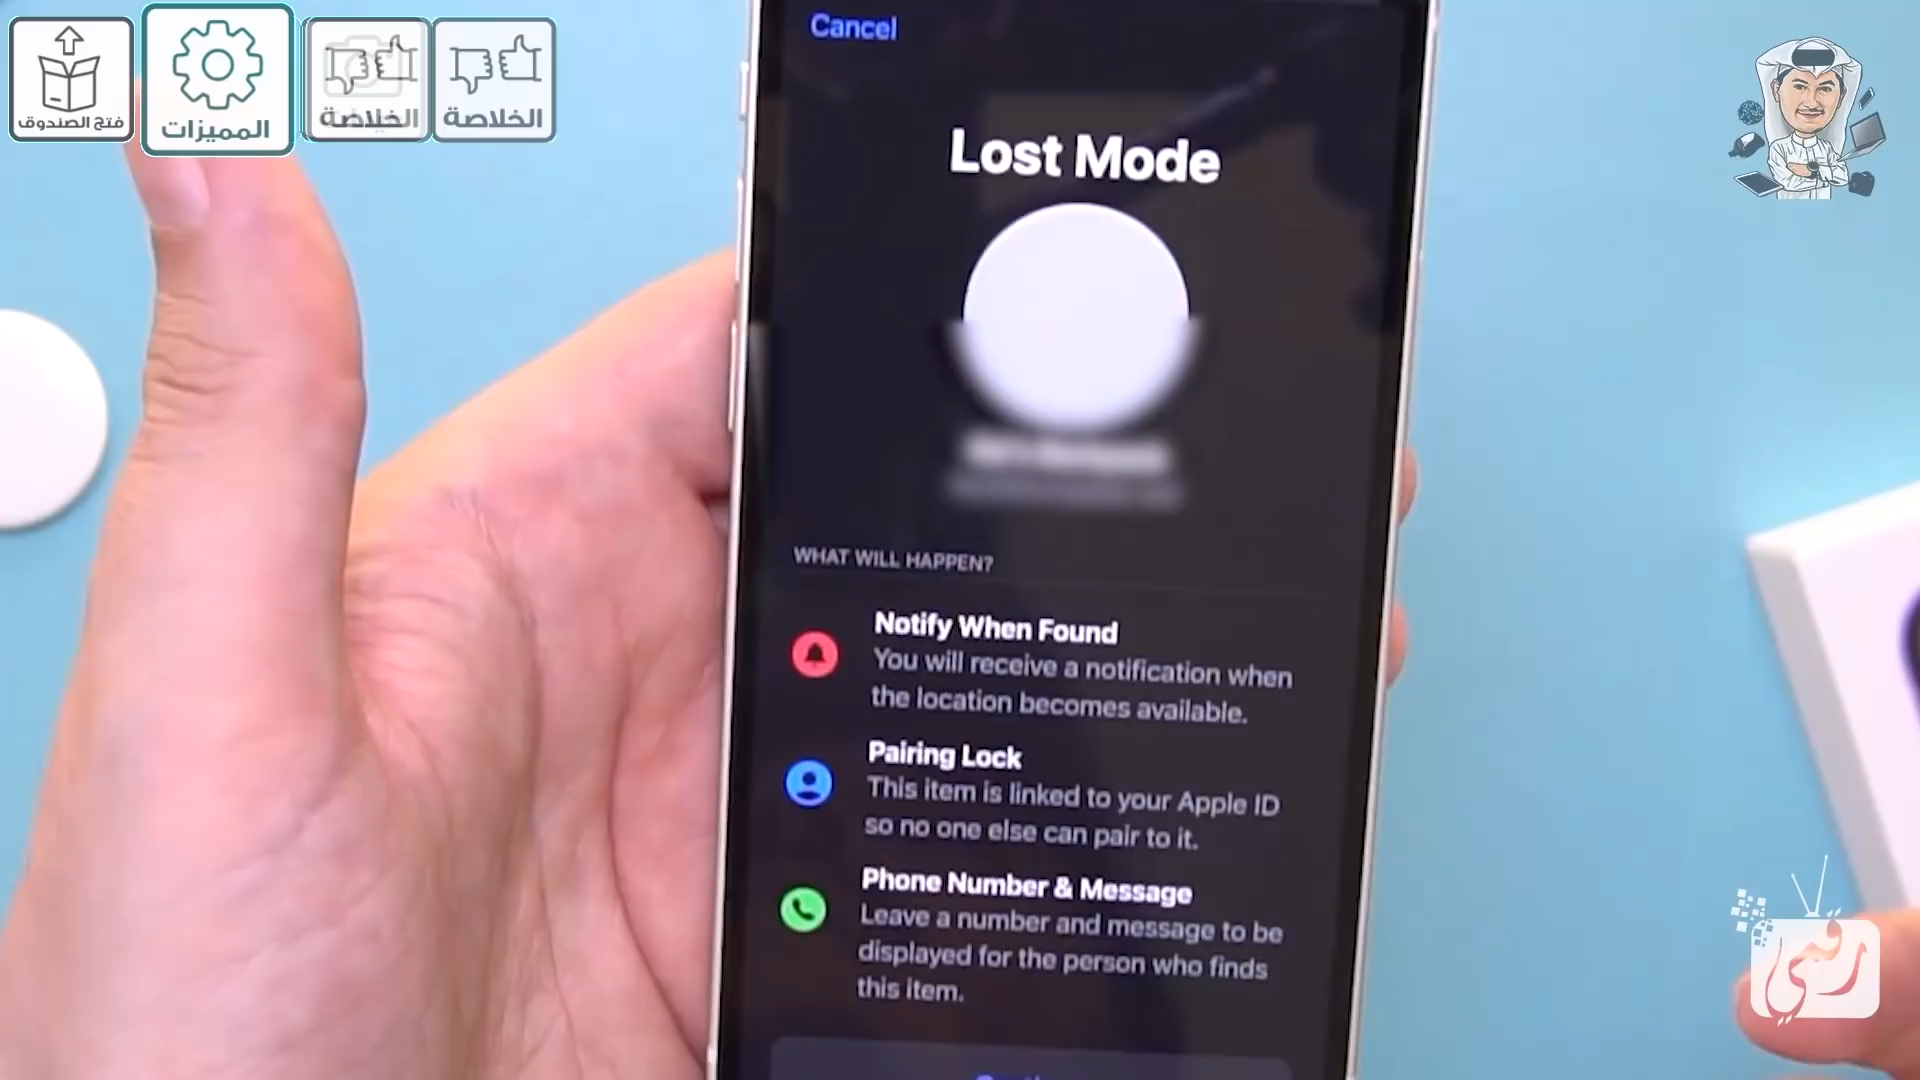 فتح الصندوق
المميزات
الخلاصة
الخلاصة
Cancel
Lost Mode
WHAT WILL HAPPEN?
Notify When Found
You will receive a notification when
the location becomes available.
Pairing Lock
This item is linked to your Apple ID
so no one else can pair to it.
Phone Number & Message
Leave a number and message to be
displayed for the person who finds
this item.
رقمي